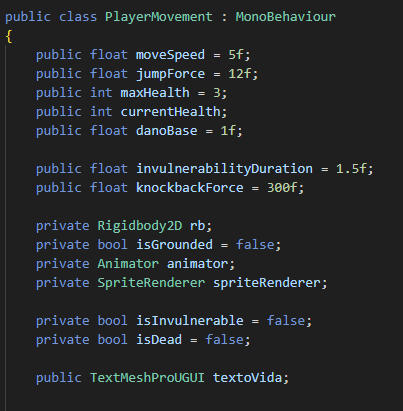 public class PlayerMovement : MonoBehaviour
{
public float moveSpeed = 5f;
public float jumpForce = 12f;
public int maxHealth = 3;
public int currentHealth;
public float danoBase = 1f;
public float invulnerabilityDuration = 1.5f;
public float knockbackForce = 300f;
private Rigidbody2D rb;
private bool isGrounded = false;
private Animator animator;
private SpriteRenderer spriteRenderer;
private bool isInvulnerable = false;
private bool isDead = false;
public TextMeshProUGUI textoVida;